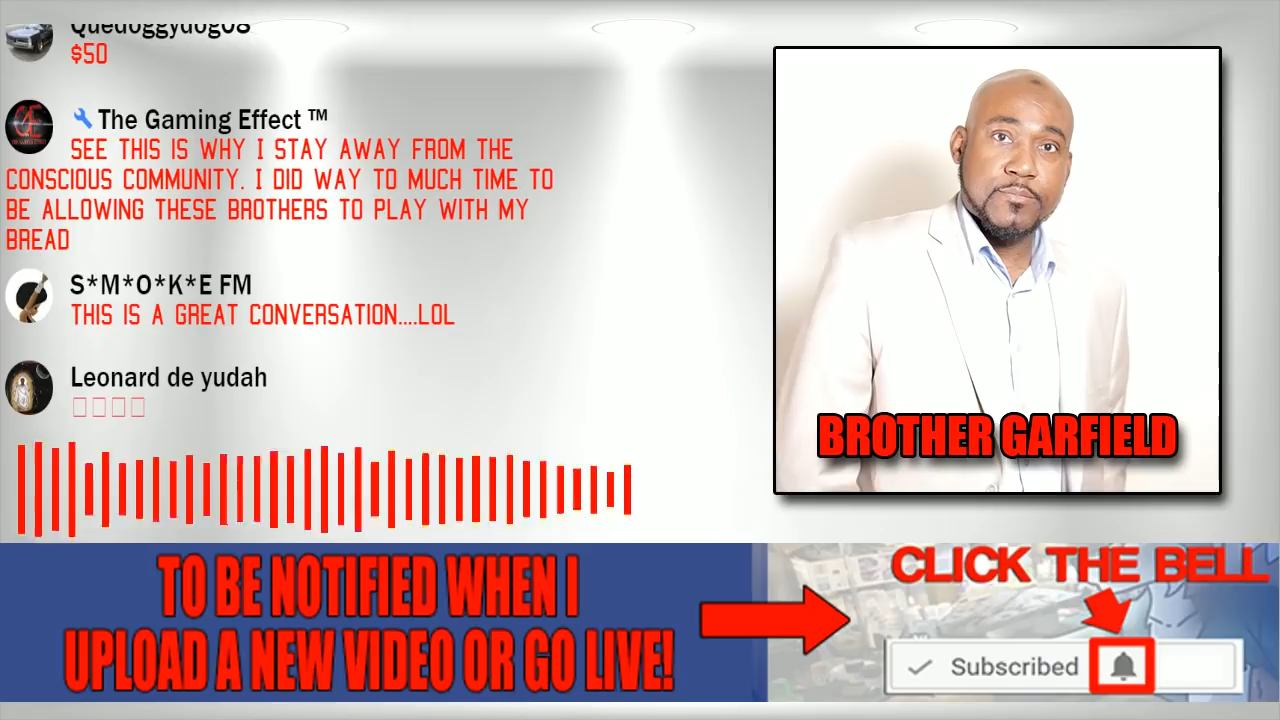 Quedoggydog08
$50
The Gaming Effect ™
SEE THIS IS WHY I STAY AWAY FROM THE
CONSCIOUS COMMUNITY. I DID WAY TO MUCH TIME TO
BE ALLOWING THESE BROTHERS TO PLAY WITH MY
BREAD
S*M*O*K*E FM
THIS IS A GREAT CONVERSATION....LOL
Leonard de yudah
BROTHER GARFIELD
TO BE NOTIFIED WHEN I
UPLOAD A NEW VIDEO OR GO LIVE!
CLICK THE BELL
Subscribed